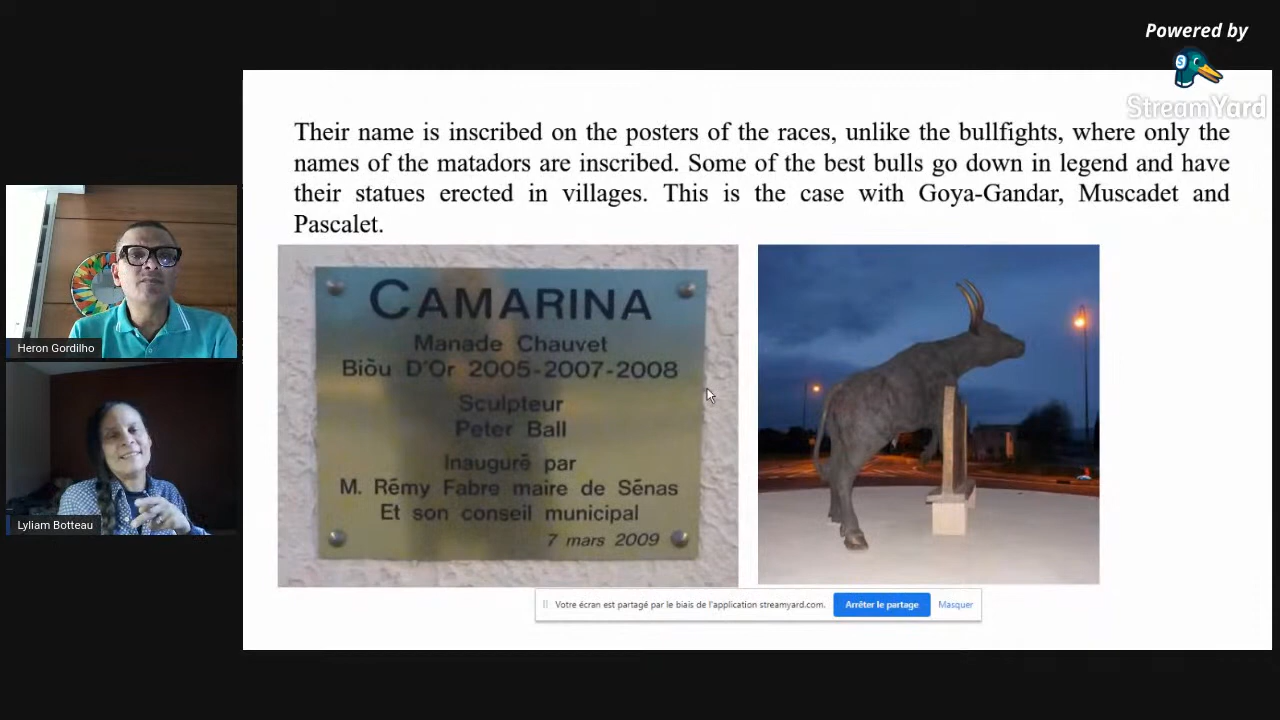 Powered by
StreamYard
Their name is inscribed on the posters of the races, unlike the bullfights, where only the
names of the matadors are inscribed. Some of the best bulls go down in legend and have
their statues erected in villages. This is the case with Goya-Gandar, Muscadet and
Pascalet.
Heron Gordilho
Lyliam Botteau
CAMARINA
Manade Chauvet
Biòu D'Or 2005-2007-2008
Sculpteur
Peter Ball
Inauguré par
M. Rémy Fabre maire de Sénas
Et son conseil municipal
7 mars 2009
Votre écran est partagé par le biais de l'application streamyard.com.
Arrêter le partage
Masquer